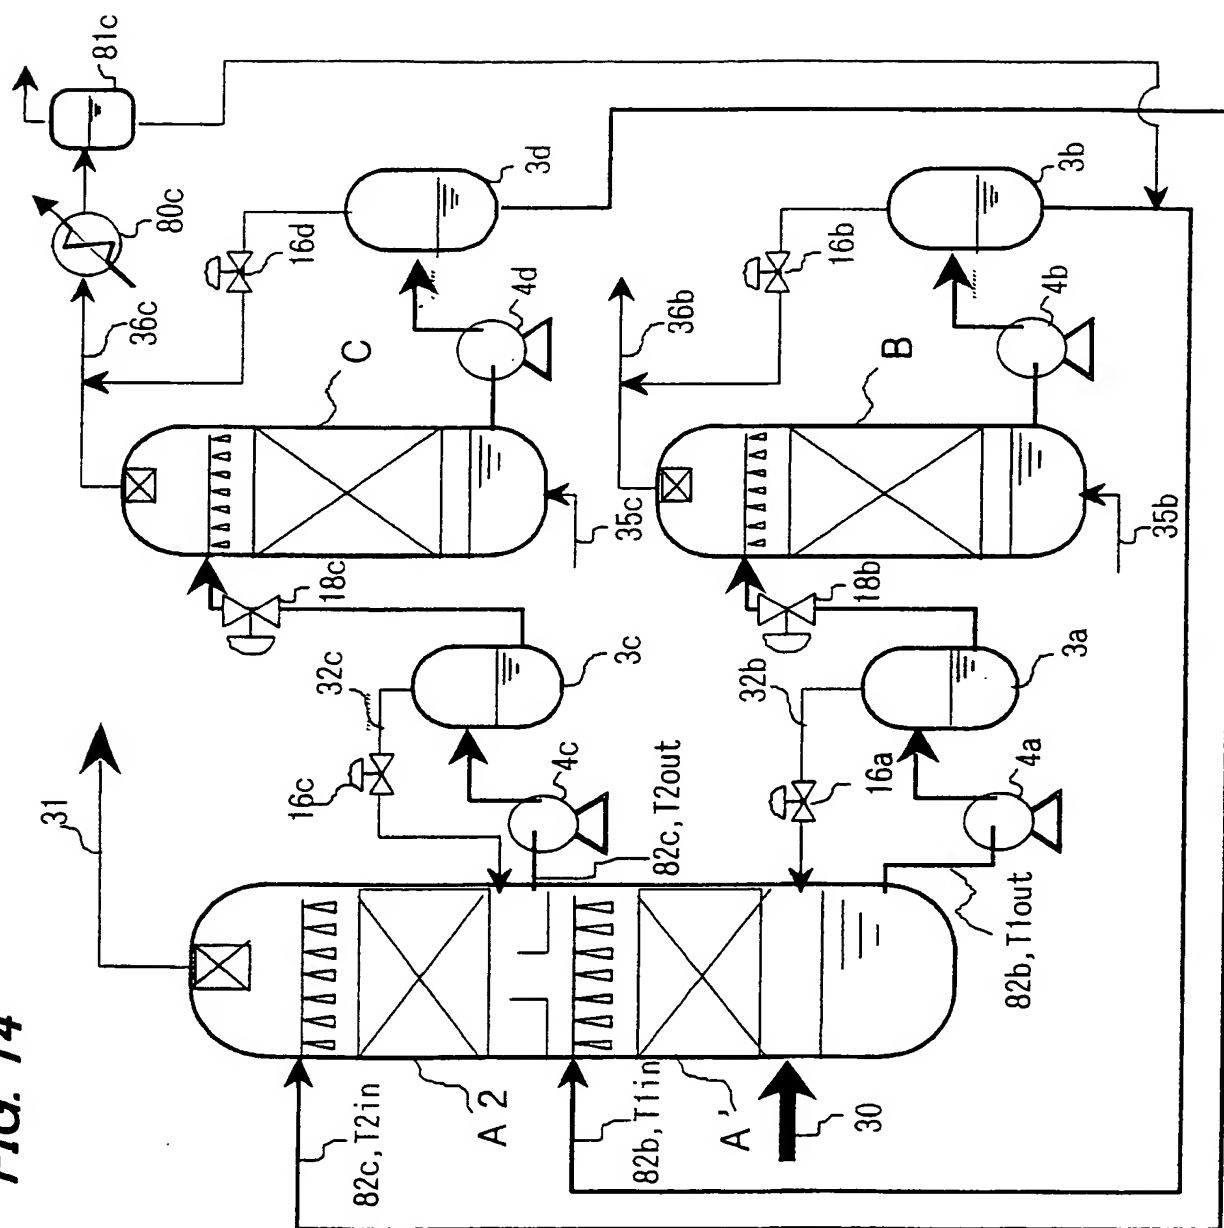 FIG. 14
81c
80c
36c
16d
3d
4d
C
35c
18c
3c
32c
16c
4c
82c, T2out
31
3b
16b
4b
36b
B
35b
18b
3a
32b
16a
4a
82b, T1out
82c, T2in
A 2
82b, T1in
A'
30